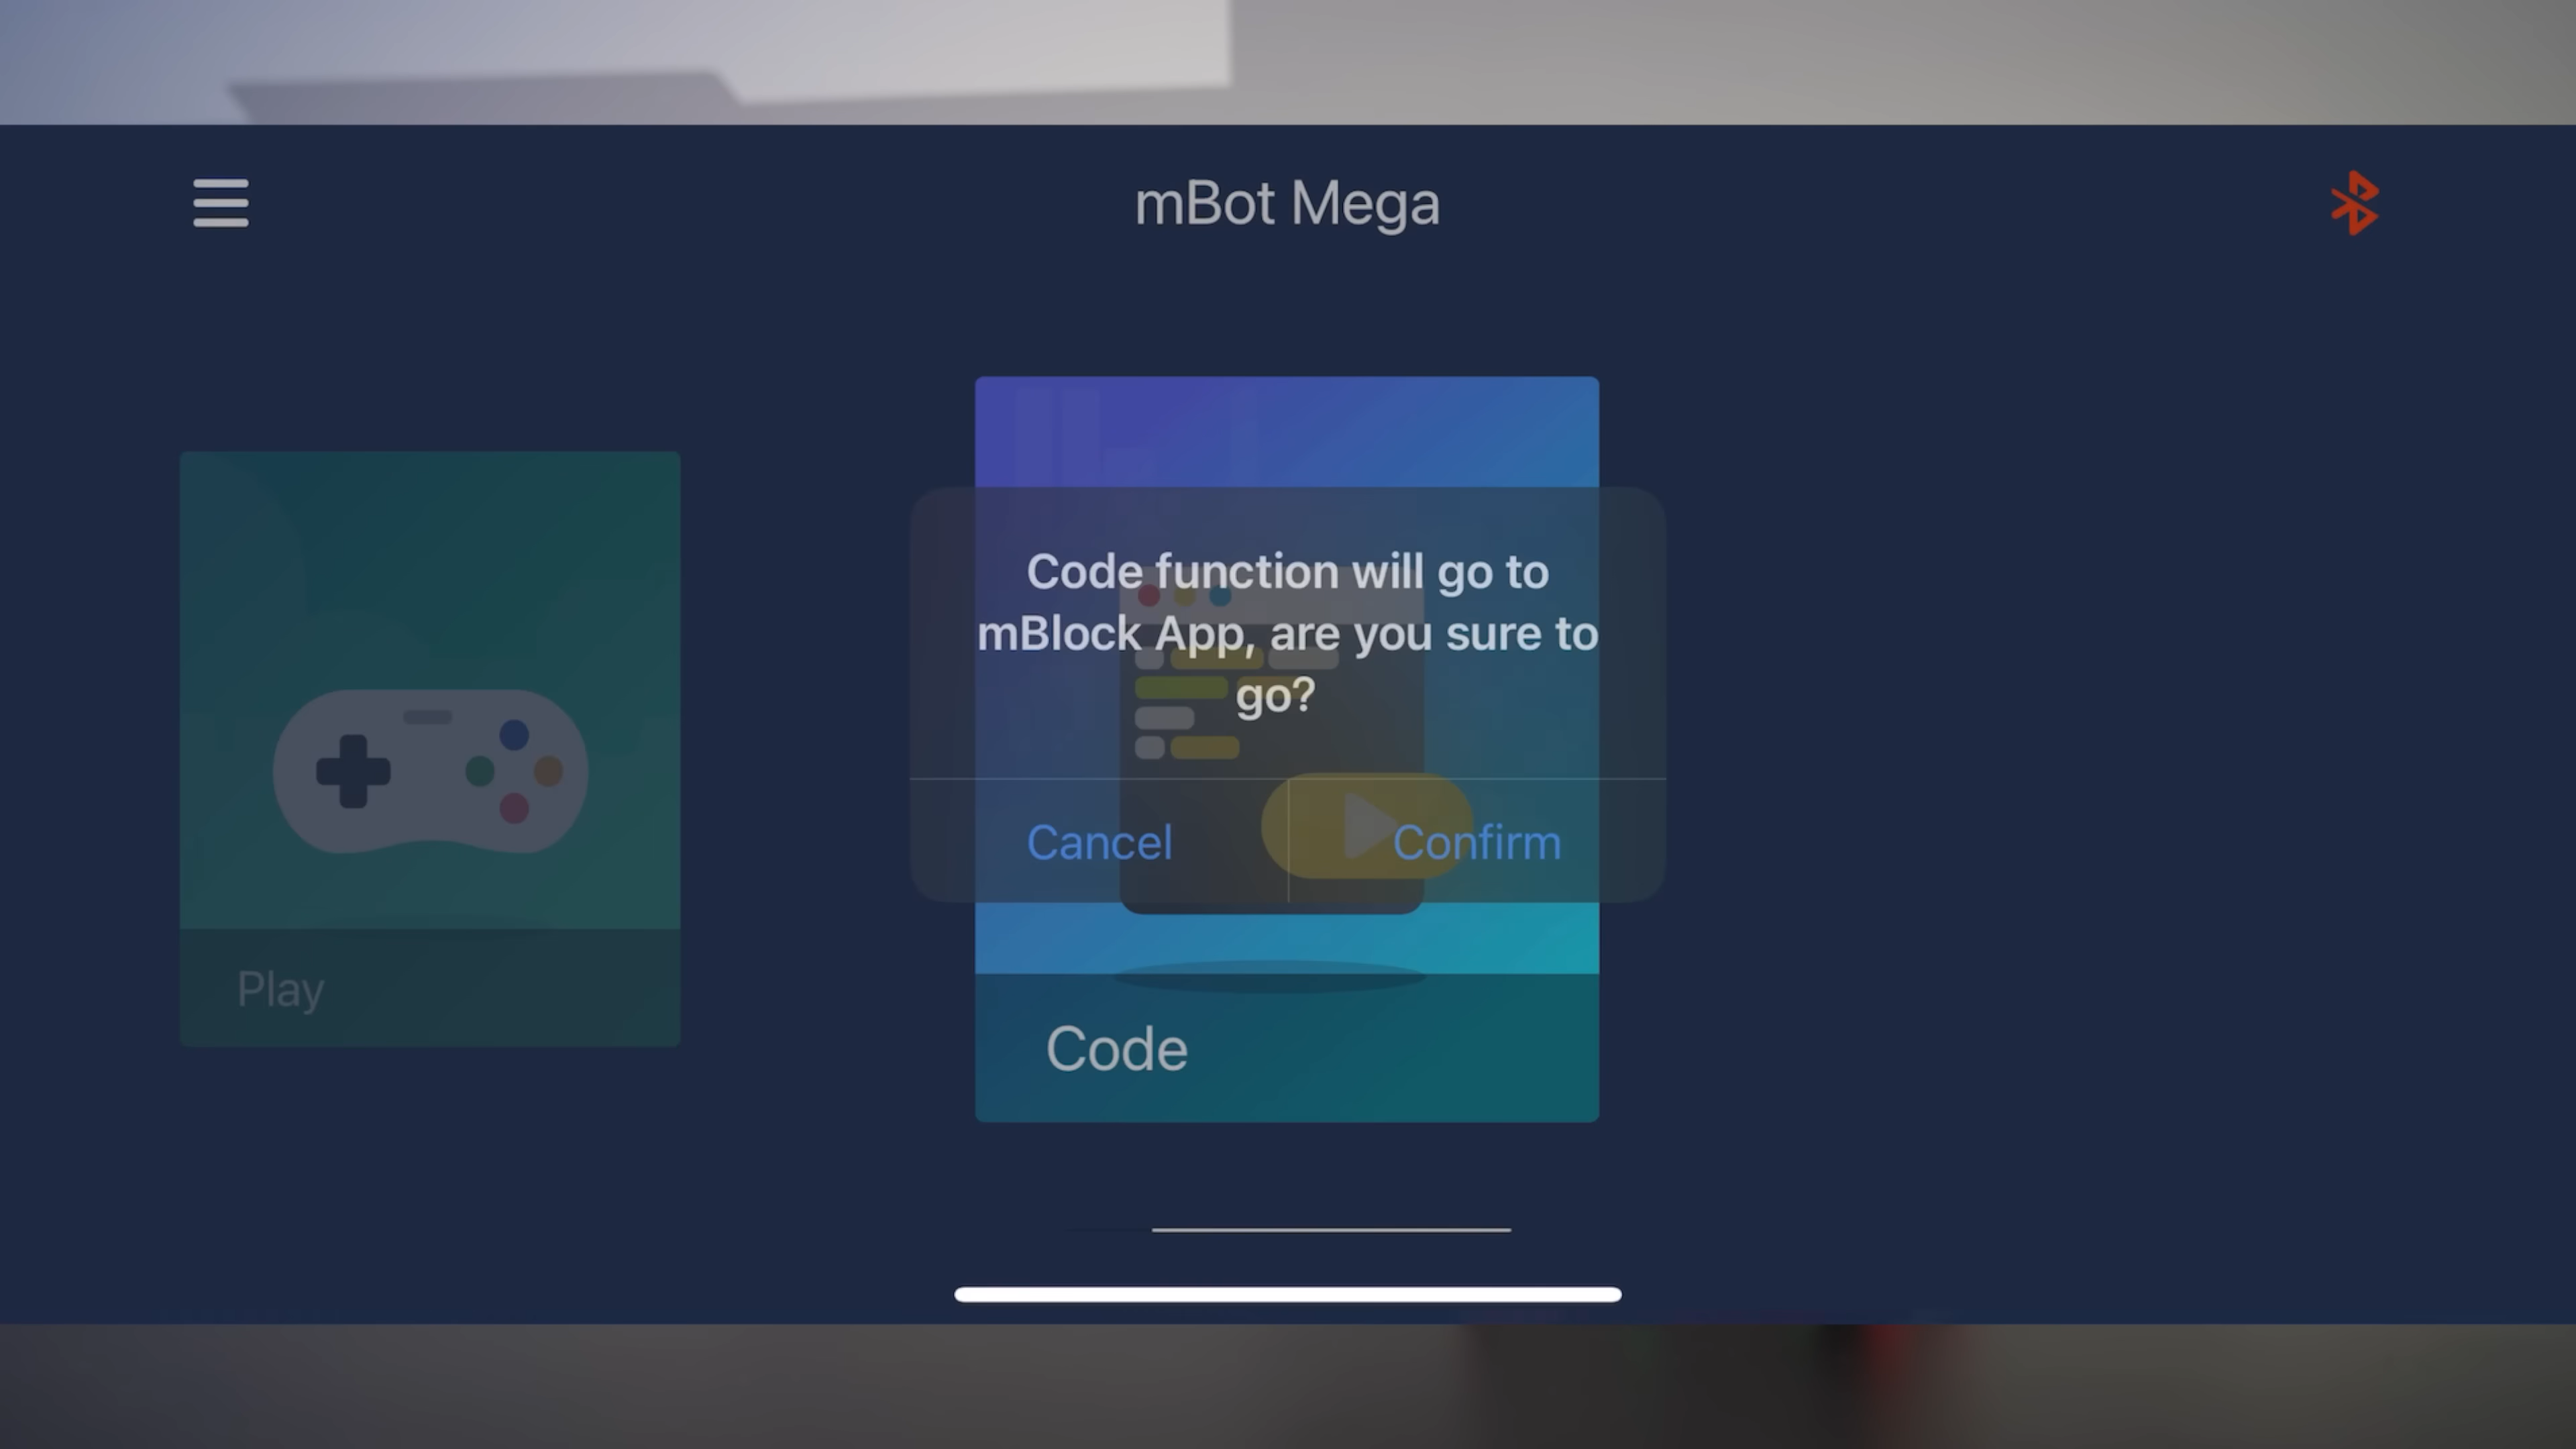 mBot Mega
Code function will go to
mBlock App, are you sure to
go?
Cancel
Confirm
Play
Code